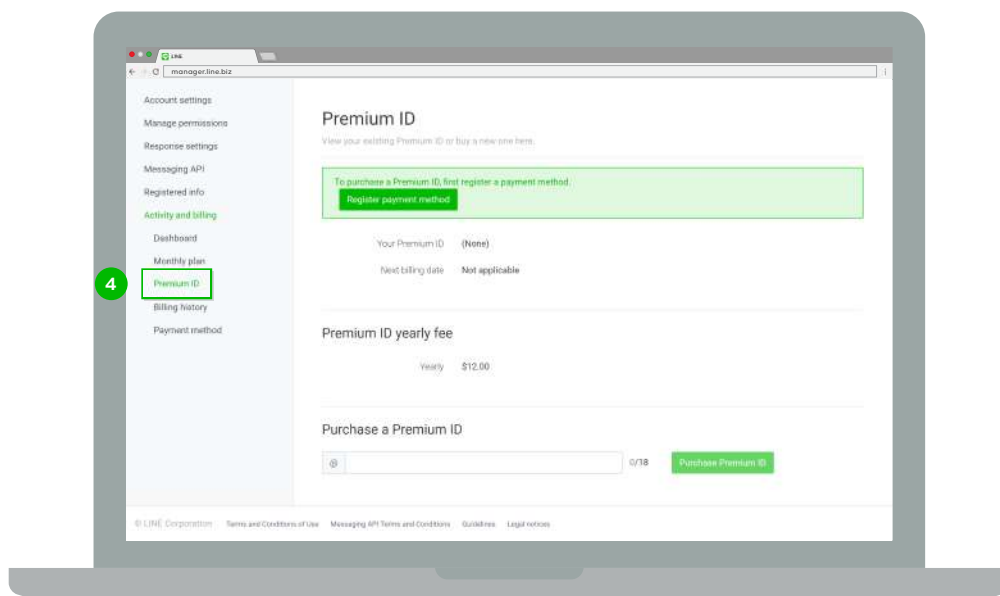 LINE
manager.line.biz
Account settings
Manage permissions
Response settings
Messaging API
Registered info
Activity and billing
Dashboard
Monthly plan
4
Premium ID
Billing history
Payment method
Premium ID
View your existing Premium ID or buy a new one here.
To purchase a Premium ID, first register a payment method.
Register payment method
Your Premium ID (None)
Next billing date Not applicable
Premium ID yearly fee
Yearly $12.00
Purchase a Premium ID
@ 0/18 Purchase Premium ID
© LINE Corporation Terms and Conditions of Use Messaging API Terms and Conditions Guidelines Legal notices